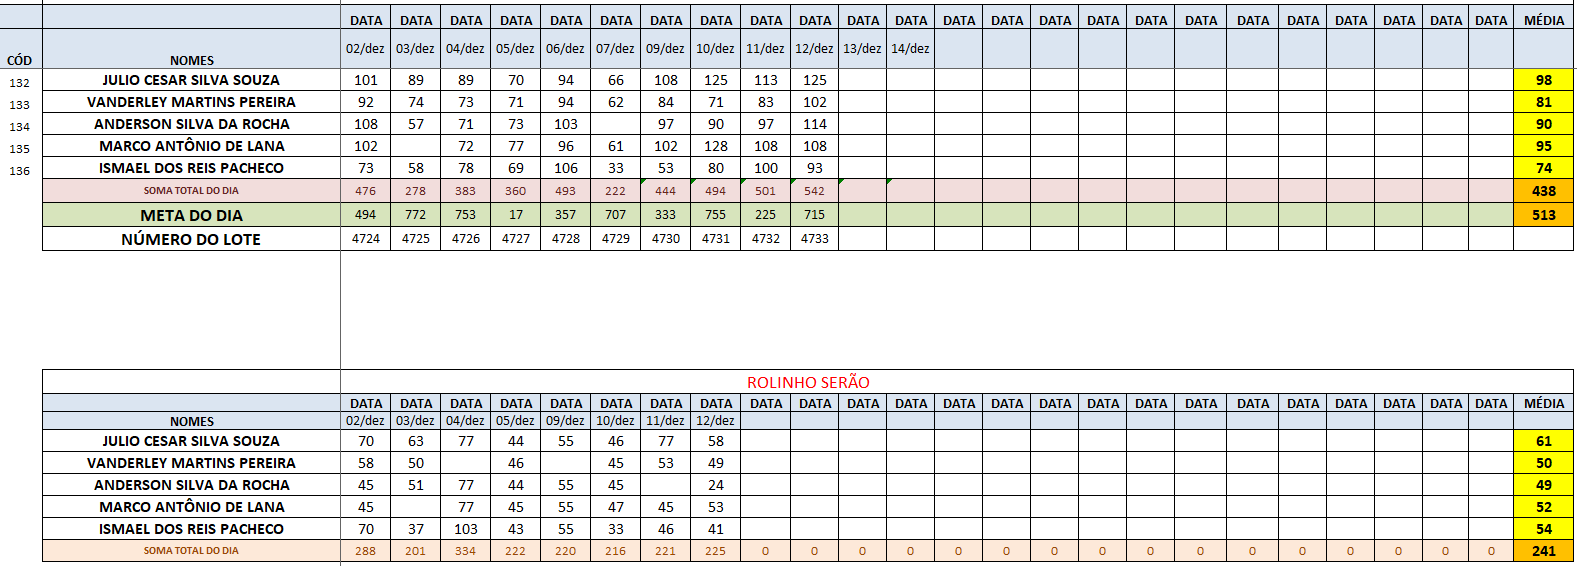 DATA DATA DATA DATA DATA DATA DATA DATA DATA DATA DATA DATA DATA DATA DATA DATA DATA DATA DATA DATA DATA DATA DATA DATA MÉDIA
CÓD NOMES 02/dez 03/dez 04/dez 05/dez 06/dez 07/dez 09/dez 10/dez 11/dez 12/dez 13/dez 14/dez
132 JULIO CESAR SILVA SOUZA 101 89 89 70 94 66 108 125 113 125 98
133 VANDERLEY MARTINS PEREIRA 92 74 73 71 94 62 84 71 83 102 81
134 ANDERSON SILVA DA ROCHA 108 57 71 73 103 97 90 97 114 90
135 MARCO ANTÔNIO DE LANA 102 72 77 96 61 102 128 108 108 95
136 ISMAEL DOS REIS PACHECO 73 58 78 69 106 33 53 80 100 93 74
SOMA TOTAL DO DIA 476 278 383 360 493 222 444 494 501 542 438
META DO DIA 494 772 753 17 357 707 333 755 225 715 513
NÚMERO DO LOTE 4724 4725 4726 4727 4728 4729 4730 4731 4732 4733
ROLINHO SERÃO
DATA DATA DATA DATA DATA DATA DATA DATA DATA DATA DATA DATA DATA DATA DATA DATA DATA DATA DATA DATA DATA DATA DATA DATA MÉDIA
NOMES 02/dez 03/dez 04/dez 05/dez 09/dez 10/dez 11/dez 12/dez
JULIO CESAR SILVA SOUZA 70 63 77 44 55 46 77 58 61
VANDERLEY MARTINS PEREIRA 58 50 46 45 53 49 50
ANDERSON SILVA DA ROCHA 45 51 77 44 55 45 24 49
MARCO ANTÔNIO DE LANA 45 77 45 55 47 45 53 52
ISMAEL DOS REIS PACHECO 70 37 103 43 55 33 46 41 54
SOMA TOTAL DO DIA 288 201 334 222 220 216 221 225 0 0 0 0 0 0 0 0 0 0 0 0 0 0 0 0 241